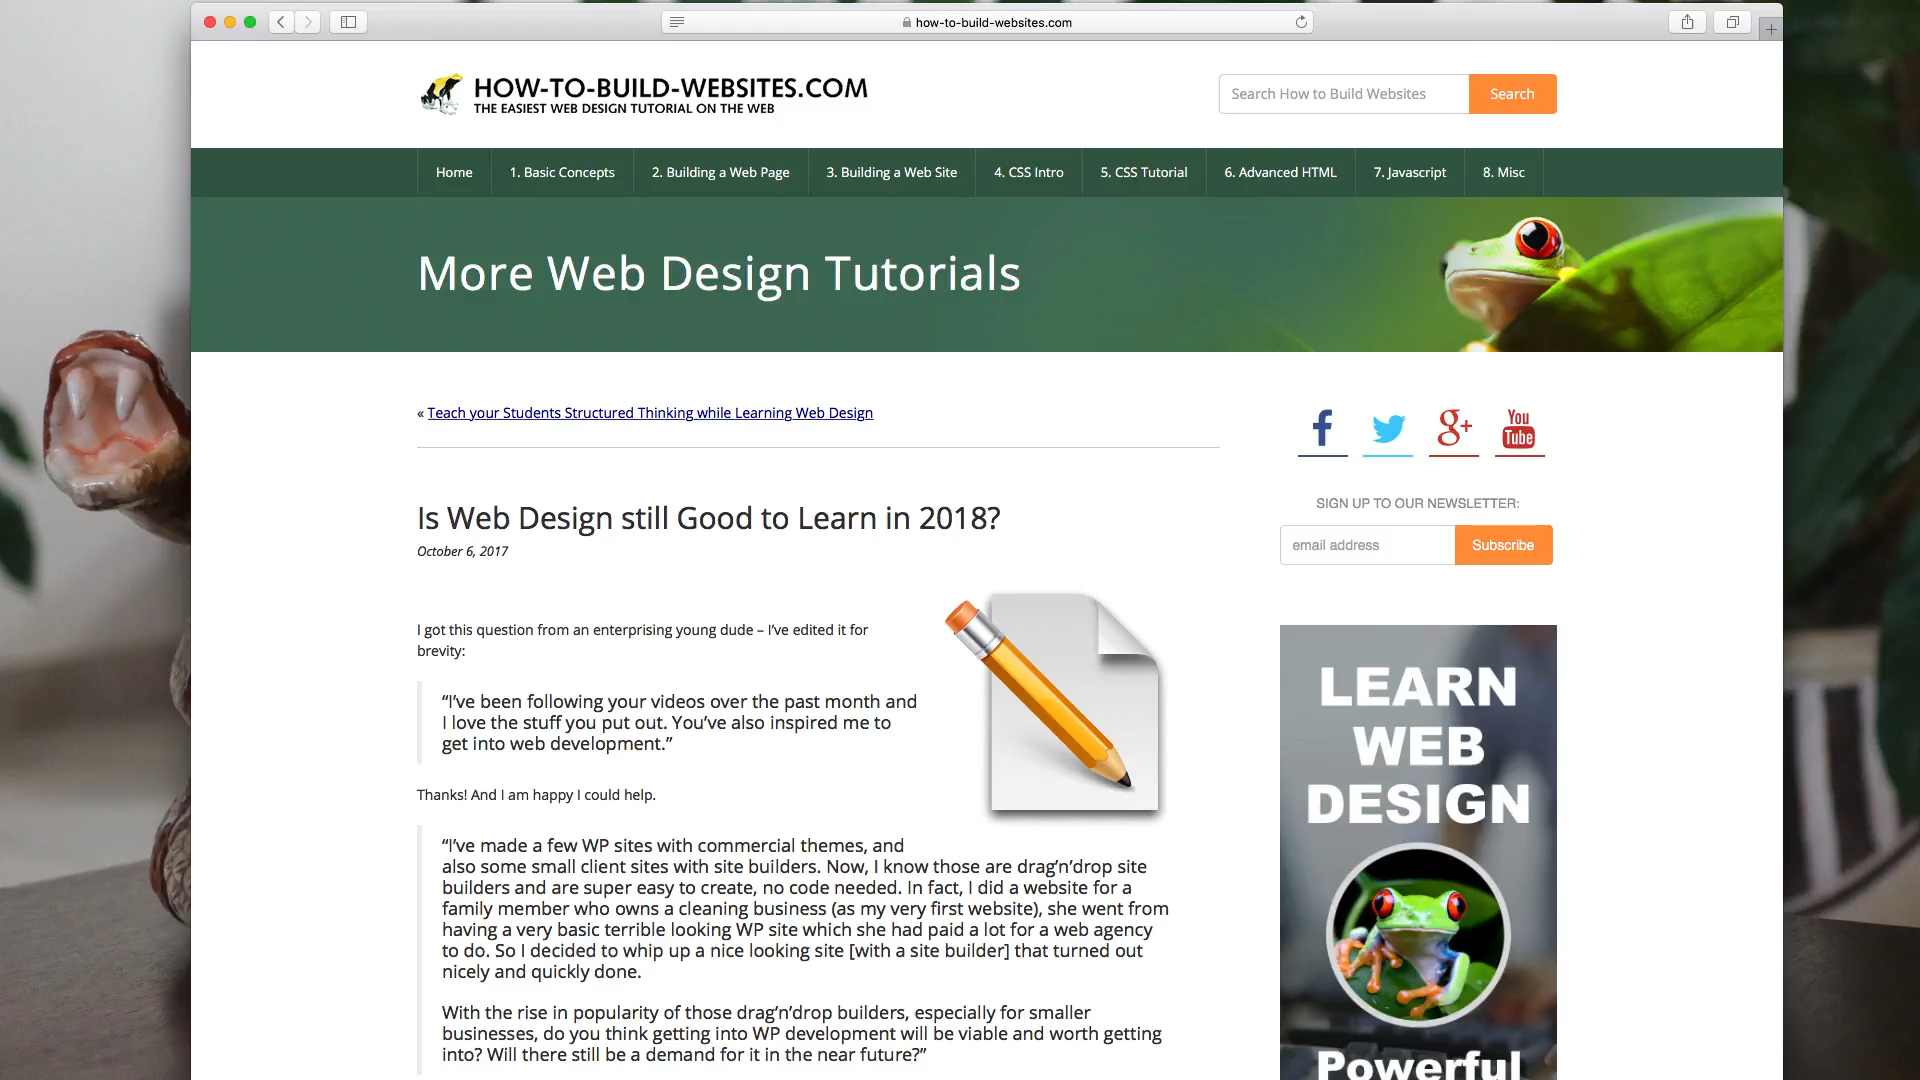 how-to-build-websites.com
HOW-TO-BUILD-WEBSITES.COM
THE EASIEST WEB DESIGN TUTORIAL ON THE WEB
Search How to Build Websites
Search
Home
1. Basic Concepts
2. Building a Web Page
3. Building a Web Site
4. CSS Intro
5. CSS Tutorial
6. Advanced HTML
7. Javascript
8. Misc
More Web Design Tutorials
« Teach your Students Structured Thinking while Learning Web Design
f
g+
You
Tube
Is Web Design still Good to Learn in 2018?
October 6, 2017
SIGN UP TO OUR NEWSLETTER:
email address
Subscribe
I got this question from an enterprising young dude – I’ve edited it for
brevity:
“I’ve been following your videos over the past month and
I love the stuff you put out. You’ve also inspired me to
get into web development.”
Thanks! And I am happy I could help.
“I’ve made a few WP sites with commercial themes, and
also some small client sites with site builders. Now, I know those are drag’n’drop site
builders and are super easy to create, no code needed. In fact, I did a website for a
family member who owns a cleaning business (as my very first website), she went from
having a very basic terrible looking WP site which she had paid a lot for a web agency
to do. So I decided to whip up a nice looking site [with a site builder] that turned out
nicely and quickly done.
With the rise in popularity of those drag’n’drop builders, especially for smaller
businesses, do you think getting into WP development will be viable and worth getting
into? Will there still be a demand for it in the near future?”
LEARN
WEB
DESIGN
Powerful